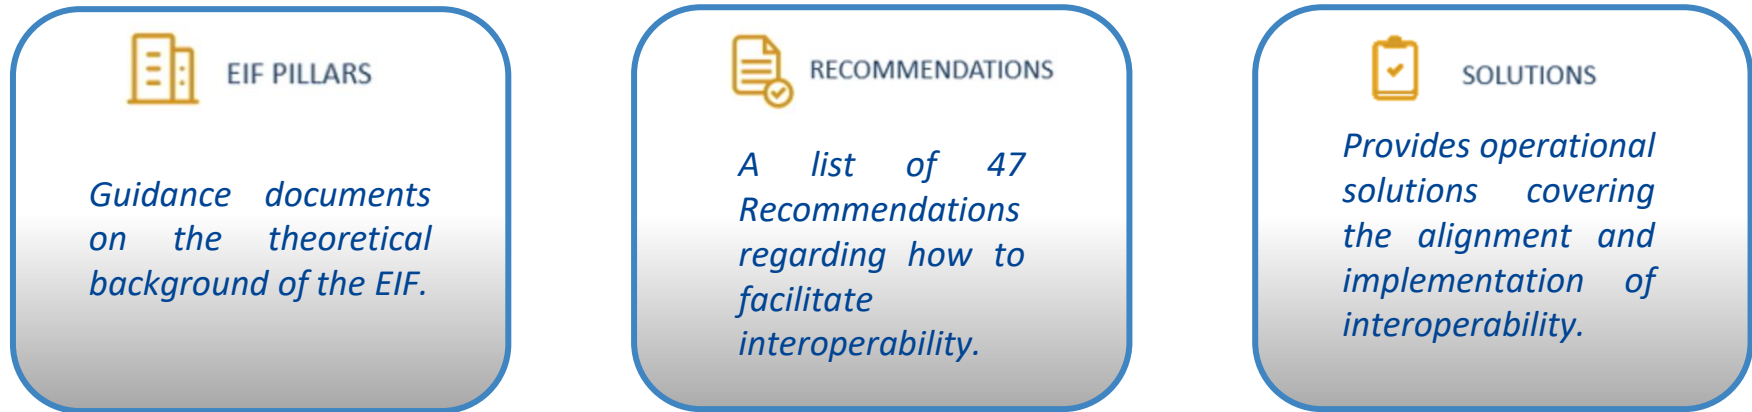 EIF PILLARS
Guidance documents
on the theoretical
background of the EIF.
RECOMMENDATIONS
A list of 47
Recommendations
regarding how to
facilitate
interoperability.
SOLUTIONS
Provides operational
solutions covering
the alignment and
implementation of
interoperability.